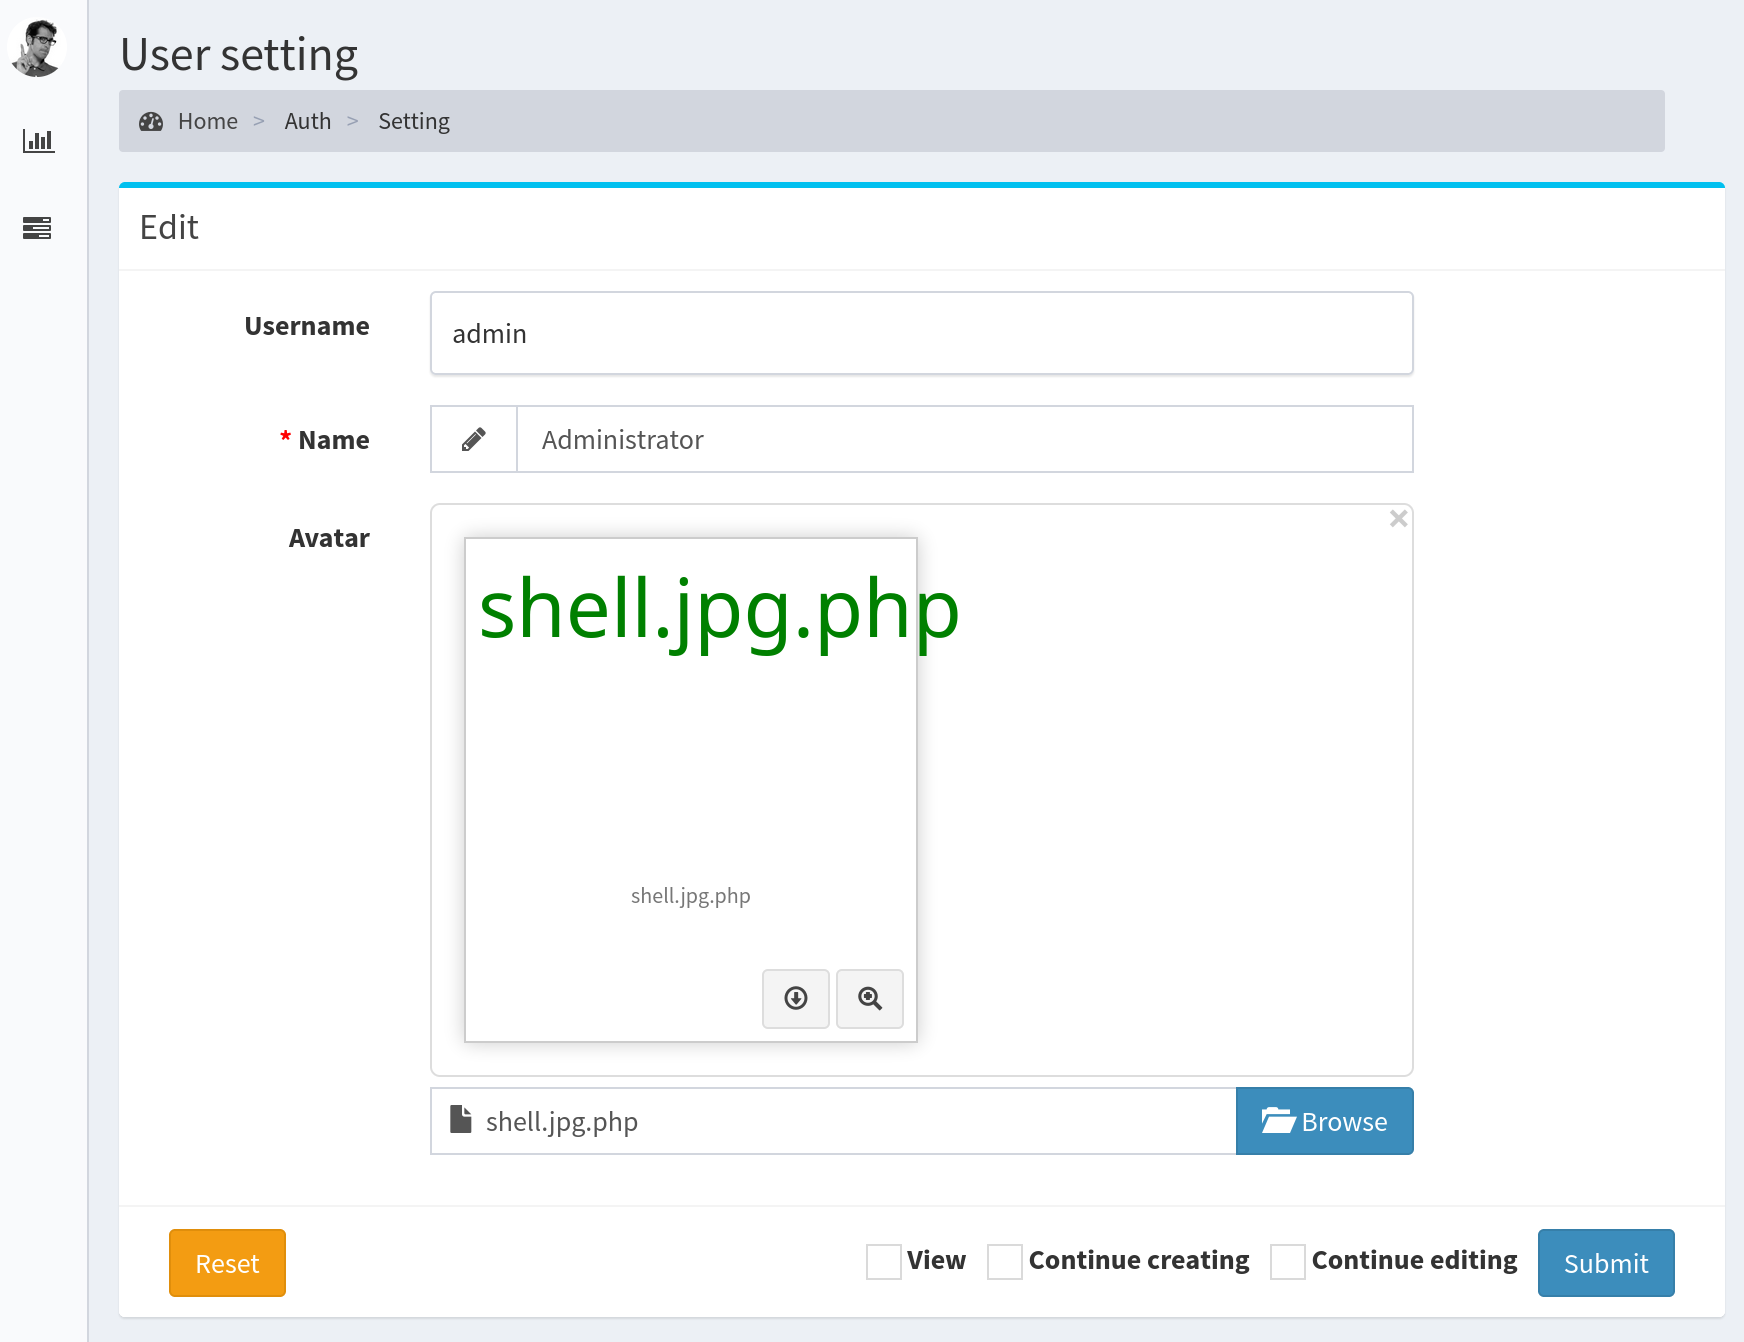 User setting
Home > Auth > Setting
Edit
Username
admin
* Name
Administrator
Avatar
×
shell.jpg.php
shell.jpg.php
shell.jpg.php
Browse
Reset
View
Continue creating
Continue editing
Submit